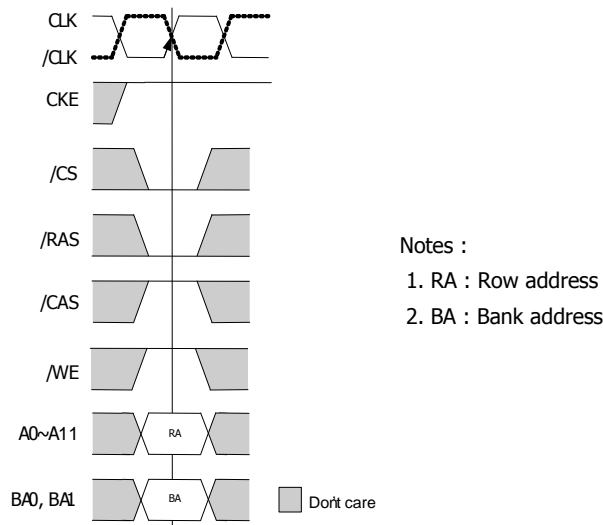 CLK
/CLK
CKE
/CS
/RAS
/CAS
/WE
A0~A11
RA
BA0, BA1
BA
Don't care
Notes :
1. RA : Row address
2. BA : Bank address